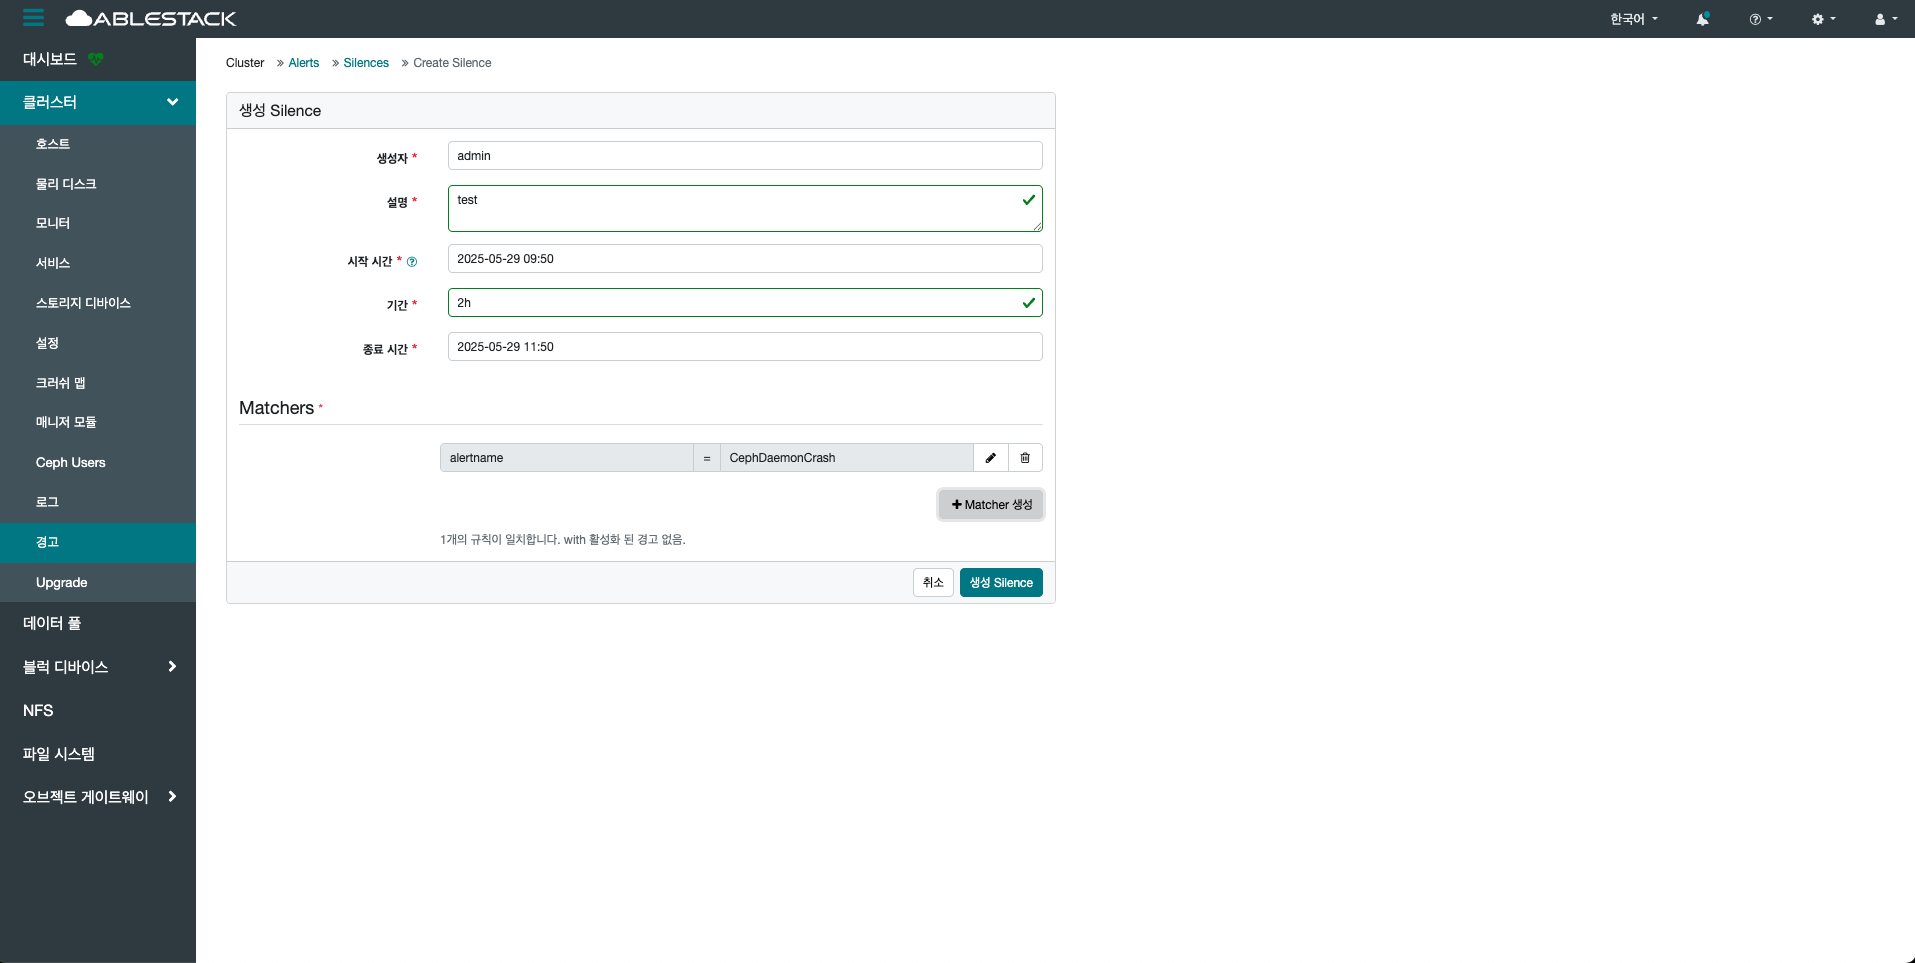 ABLESTACK
한국어
대시보드
클러스터
호스트
물리 디스크
모니터
서비스
스토리지 디바이스
설정
크러쉬 맵
매니저 모듈
Ceph Users
로그
경고
Upgrade
데이터 풀
블럭 디바이스
NFS
파일 시스템
오브젝트 게이트웨이
Cluster » Alerts » Silences » Create Silence
생성 Silence
생성자 * admin
설명 * test
시작 시간 * 2025-05-29 09:50
기간 * 2h
종료 시간 * 2025-05-29 11:50
Matchers *
alertname = CephDaemonCrash
+ Matcher 생성
1개의 규칙이 일치합니다. with 활성화 된 경고 없음.
취소 생성 Silence